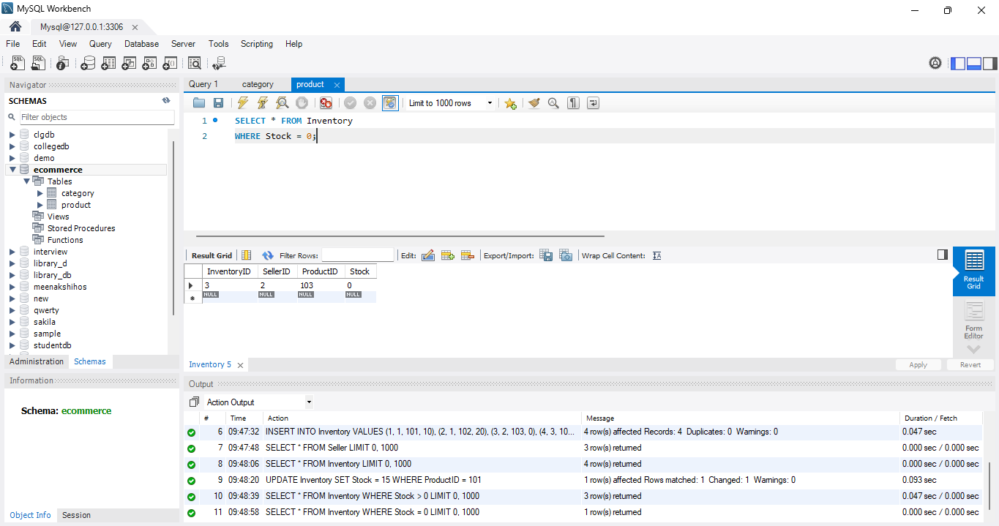 MySQL Workbench
Mysql@127.0.0.1:3306
File Edit View Query Database Server Tools Scripting Help
Navigator
SCHEMAS
Filter objects
clgdb
collegedb
demo
ecommerce
Tables
category
product
Views
Stored Procedures
Functions
interview
library_d
library_db
meenakshihos
new
qwerty
sakila
sample
studentdb
Administration Schemas
Information
Schema: ecommerce
Object Info Session
Query 1 category product
Limit to 1000 rows
1 SELECT * FROM Inventory
2 WHERE Stock = 0;
Result Grid Filter Rows: Edit: Export/Import: Wrap Cell Content:
InventoryID SellerID ProductID Stock
3 2 103 0
NULL NULL NULL NULL
Result Grid
Form Editor
Inventory 5
Apply Revert
Output
Action Output
# Time Action Message Duration / Fetch
6 09:47:32 INSERT INTO Inventory VALUES (1, 1, 101, 10), (2, 1, 102, 20), (3, 2, 103, 0), (4, 3, 10... 4 row(s) affected Records: 4 Duplicates: 0 Warnings: 0 0.047 sec
7 09:47:48 SELECT * FROM Seller LIMIT 0, 1000 3 row(s) returned 0.000 sec / 0.000 sec
8 09:48:06 SELECT * FROM Inventory LIMIT 0, 1000 4 row(s) returned 0.000 sec / 0.000 sec
9 09:48:20 UPDATE Inventory SET Stock = 15 WHERE ProductID = 101 1 row(s) affected Rows matched: 1 Changed: 1 Warnings: 0 0.093 sec
10 09:48:39 SELECT * FROM Inventory WHERE Stock > 0 LIMIT 0, 1000 3 row(s) returned 0.047 sec / 0.000 sec
11 09:48:58 SELECT * FROM Inventory WHERE Stock = 0 LIMIT 0, 1000 1 row(s) returned 0.000 sec / 0.000 sec